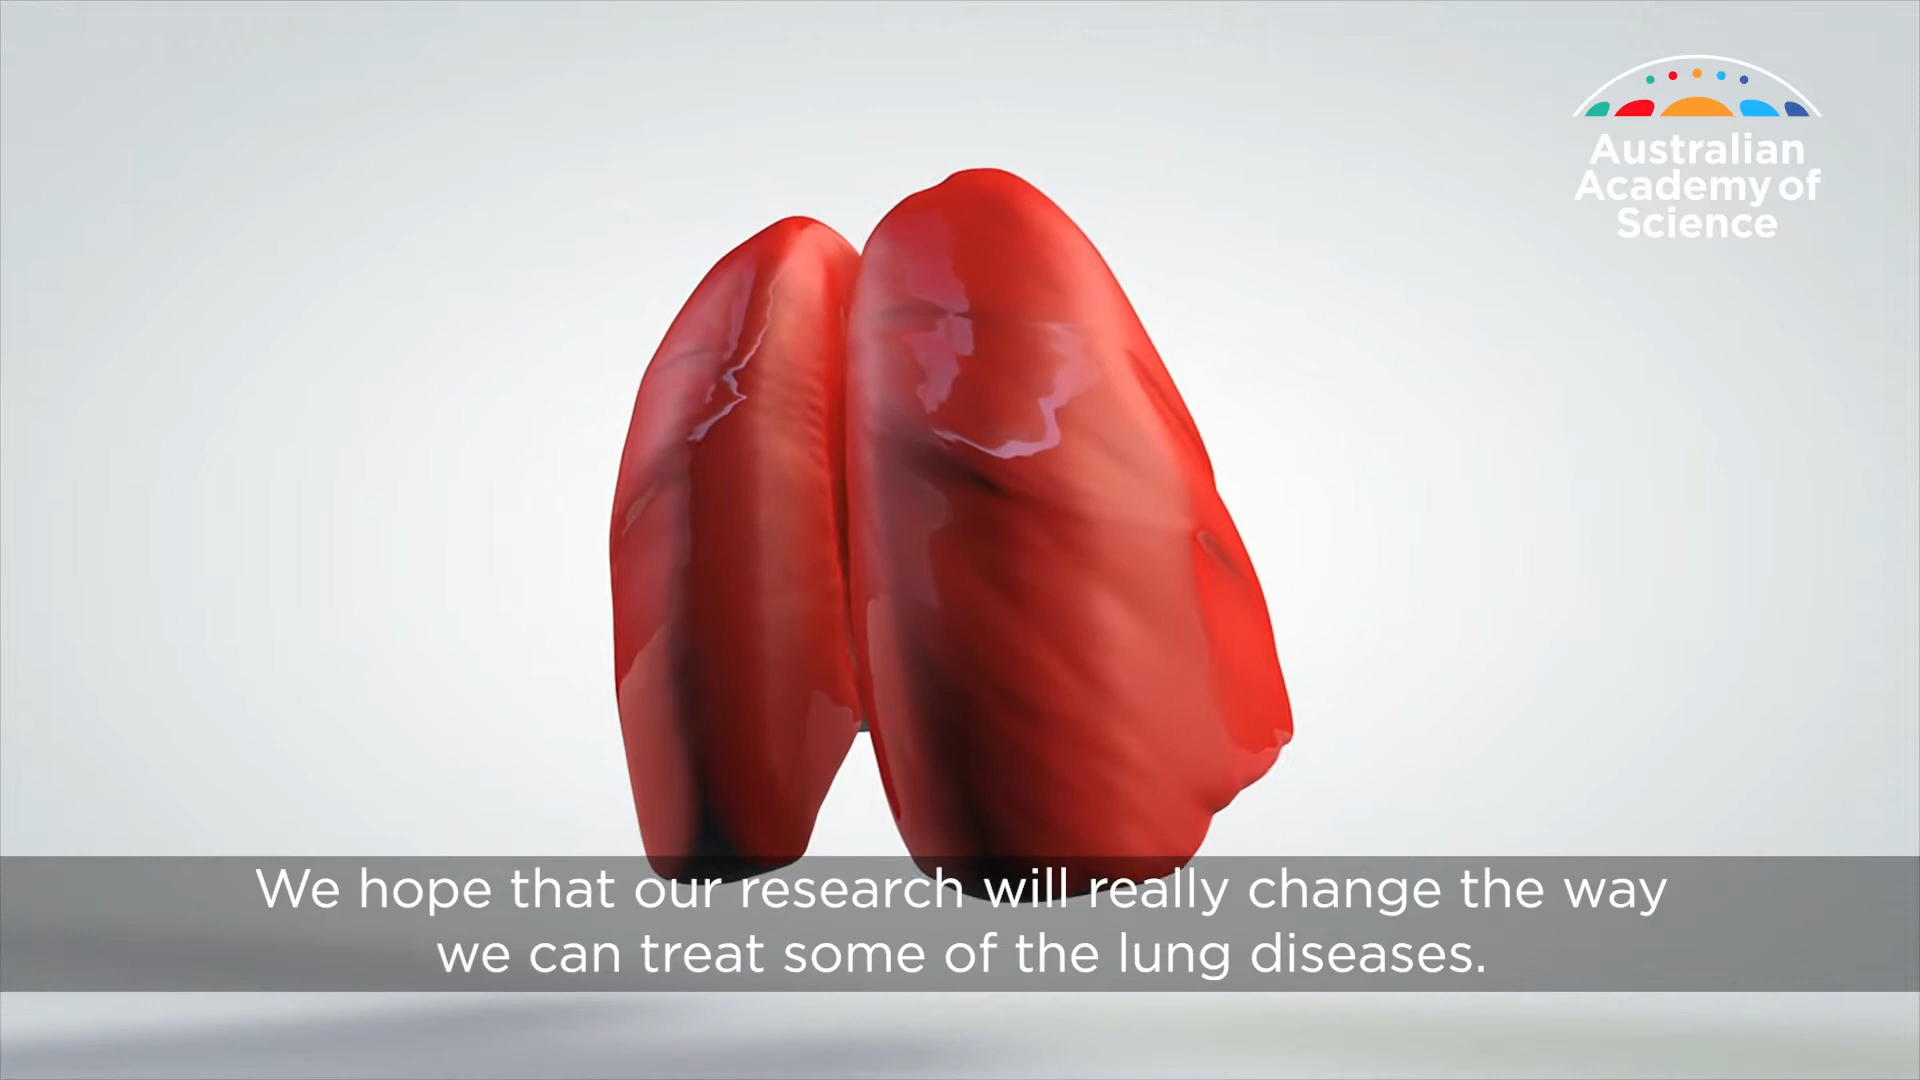 Australian
Academy of
Science
We hope that our research will really change the way
we can treat some of the lung diseases.